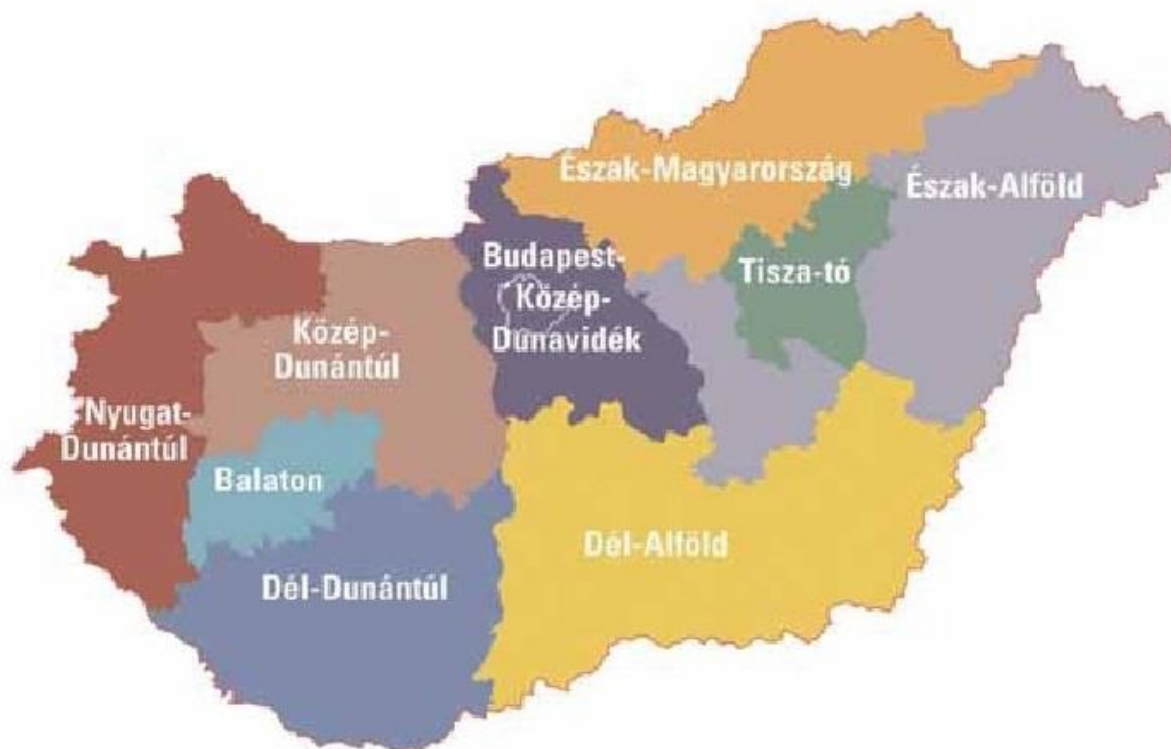 Észak-Magyarország
Észak-Alföld
Budapest-
Közép-
Dunavidék
Tisza-tó
Közép-
Dunántúl
Nyugat-
Dunántúl
Balaton
Dél-Alföld
Dél-Dunántúl